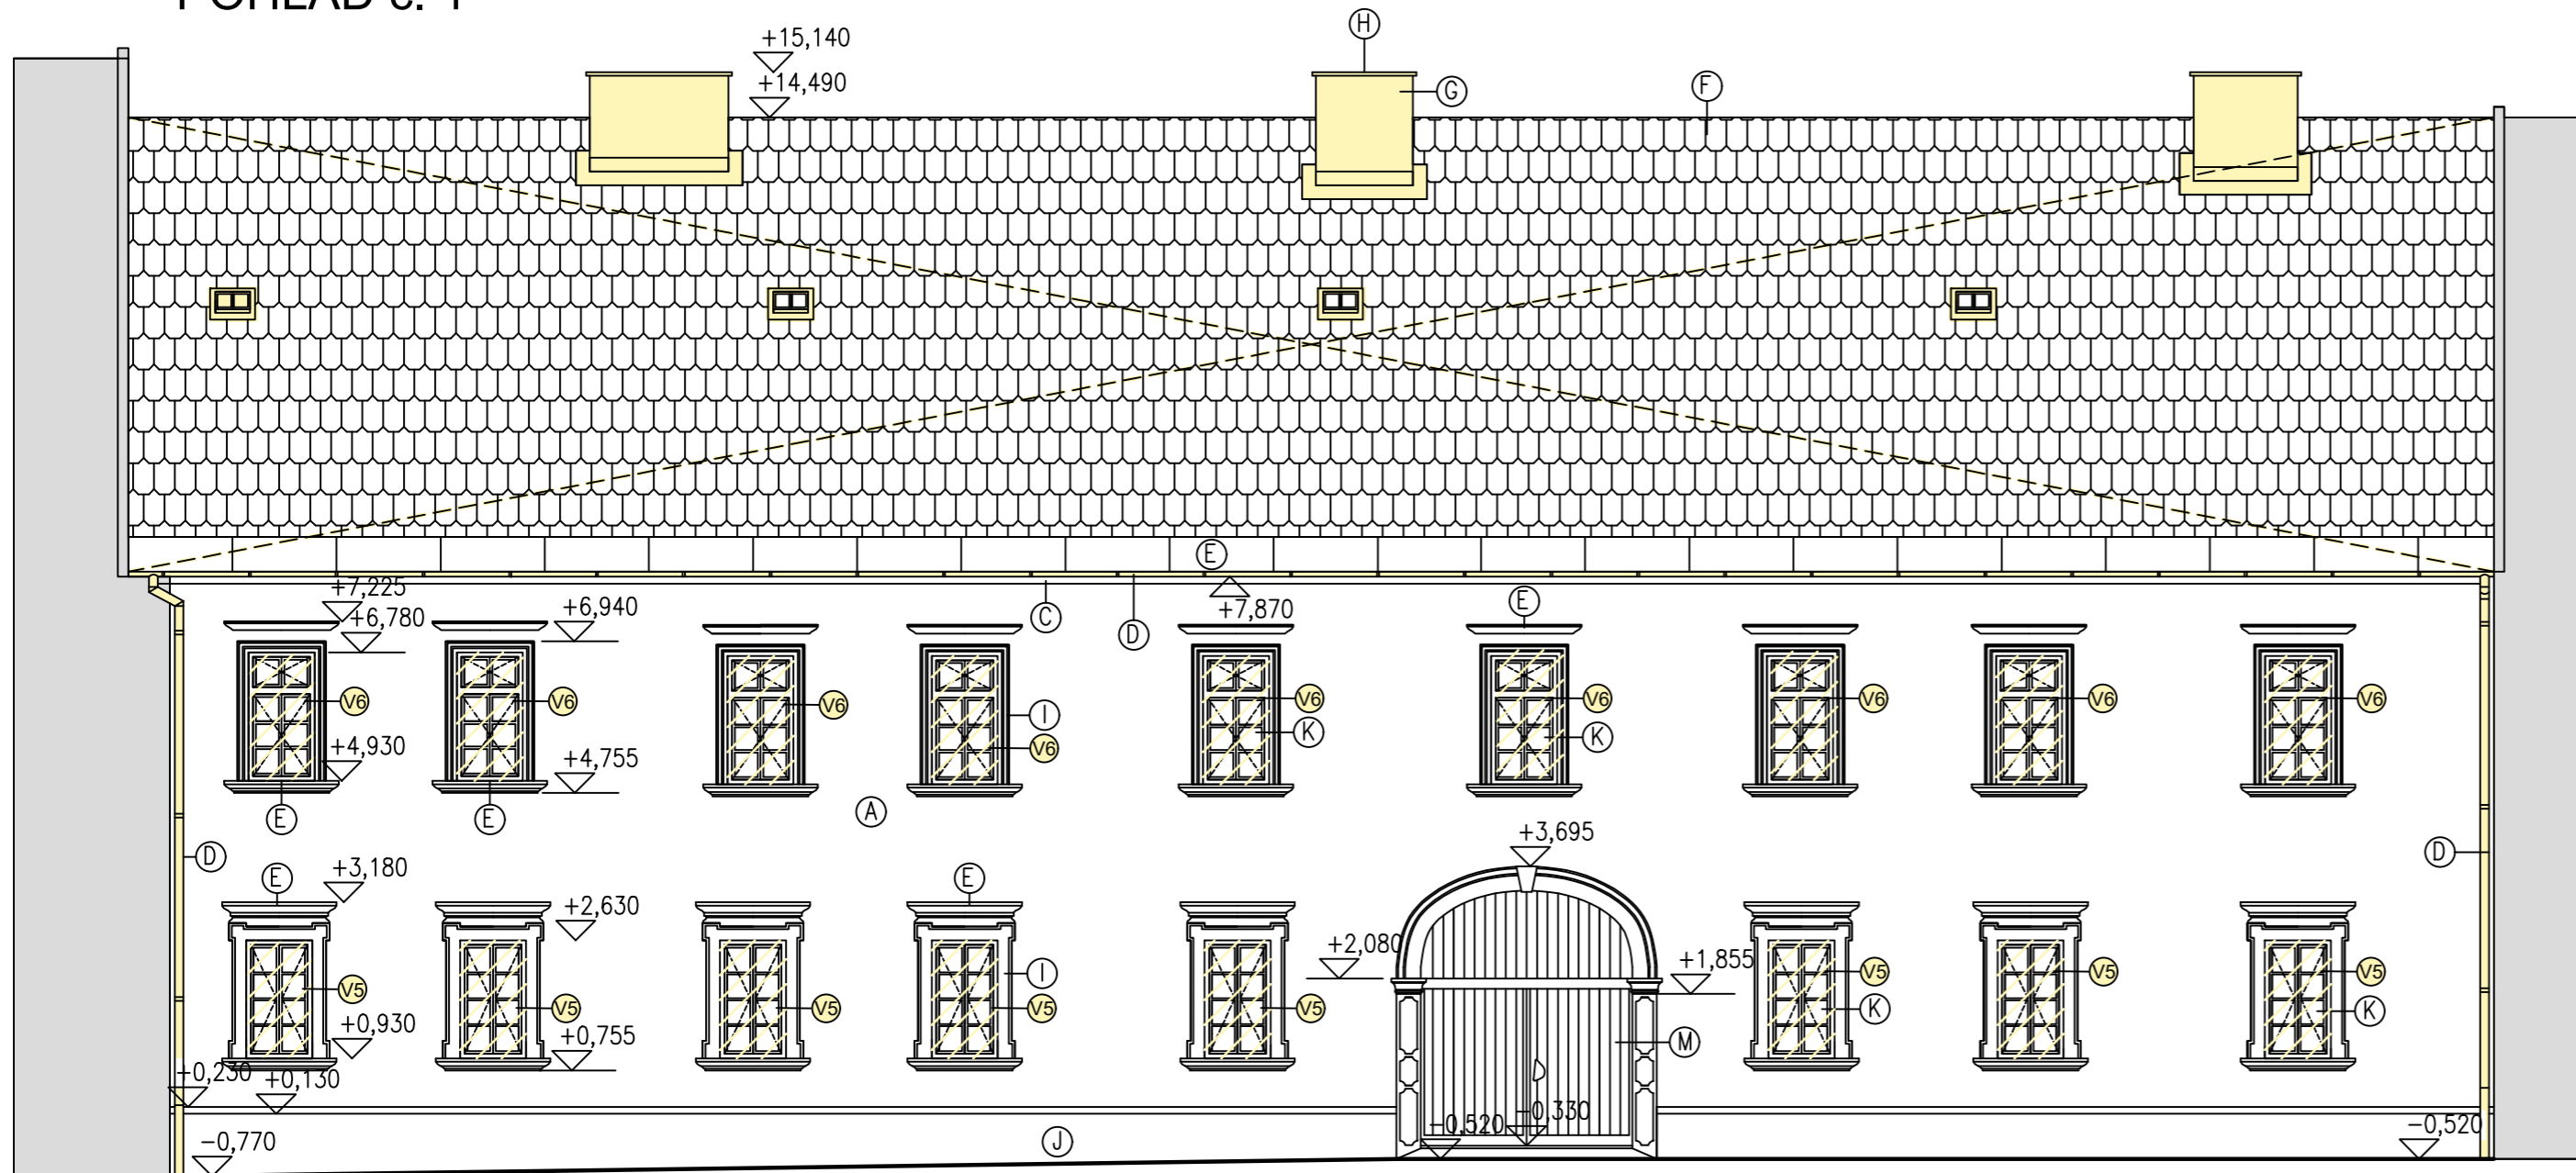 POHĽAD č. 1
H
+15,140
+14,490
G
F
E
+7,225
+6,780
+6,940
C
D
+7,870
E
V6
V6
V6
I
V6
V6
K
V6
K
V6
V6
V6
+4,930
+4,755
E
E
A
+3,695
D
D
E
+3,180
E
+2,630
+2,080
+1,855
I
V5
V5
V5
V5
V5
V5
K
V5
V5
K
+0,930
+0,755
M
+0,230
+0,130
-0,330
-0,520
-0,520
-0,770
J